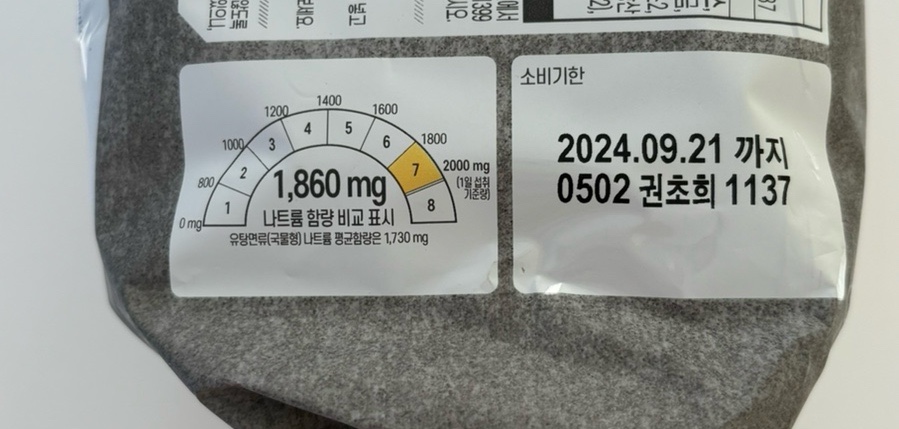 소비기한
2024.09.21 까지
0502 권초희 1137
0 mg
800
1000
1200
1400
1600
1800
2000 mg
(1일 섭취
기준량)
1
2
3
4
5
6
7
8
1,860 mg
나트륨 함량 비교 표시
유탕면류(국물형) 나트륨 평균함량은 1,730 mg